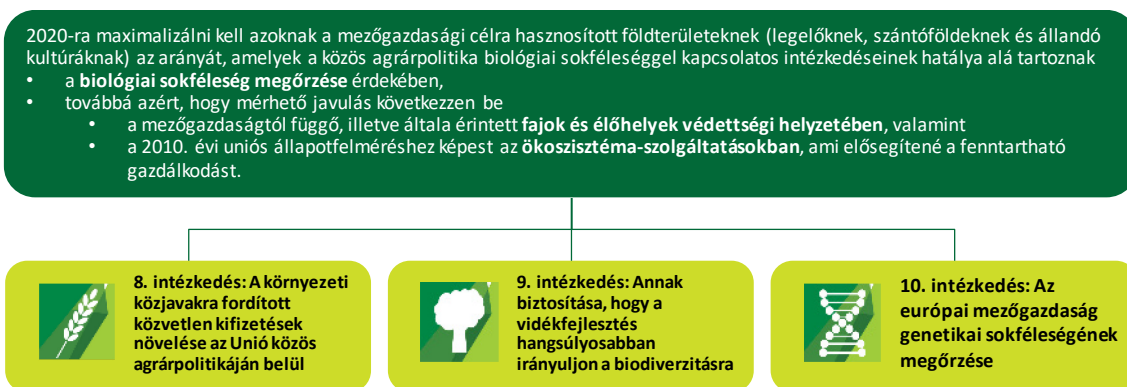 2020-ra maximalizálni kell azoknak a mezőgazdasági célra hasznosított földterületeknek (legelőknek, szántóföldeknek és állandó
kultúráknak) az arányát, amelyek a közös agrárpolitika biológiai sokféleséggel kapcsolatos intézkedéseinek hatálya alá tartoznak
• a biológiai sokféleség megőrzése érdekében,
• továbbá azért, hogy mérhető javulás következzen be
• a mezőgazdaságtól függő, illetve általa érintett fajok és élőhelyek védettségi helyzetében, valamint
• a 2010. évi uniós állapotfelméréshez képest az ökoszisztéma-szolgáltatásokban, ami elősegítené a fenntartható
gazdálkodást.
8. intézkedés: A környezeti
közjavakra fordított
közvetlen kifizetések
növelése az Unió közös
agrárpolitikáján belül
9. intézkedés: Annak
biztosítása, hogy a
vidékfejlesztés
hangsúlyosabban
irányuljon a biodiverzitásra
10. intézkedés: Az
európai mezőgazdaság
genetikai sokféleségének
megőrzése